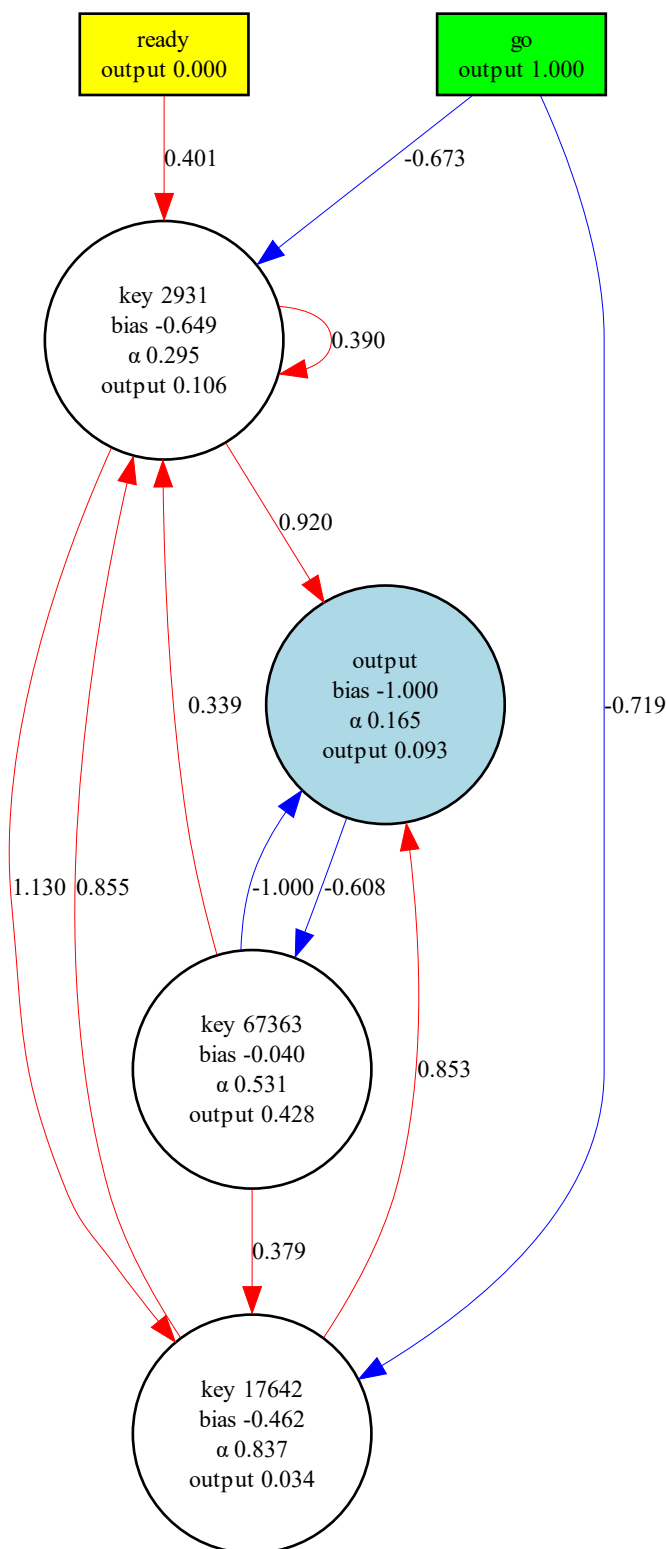 ready
output 0.000
go
output 1.000
0.401
-0.673
key 2931
bias -0.649
α 0.295
output 0.106
0.390
0.920
output
bias -1.000
α 0.165
output 0.093
0.339
-0.719
1.130
0.855
-1.000
-0.608
key 67363
bias -0.040
α 0.531
output 0.428
0.853
0.379
key 17642
bias -0.462
α 0.837
output 0.034